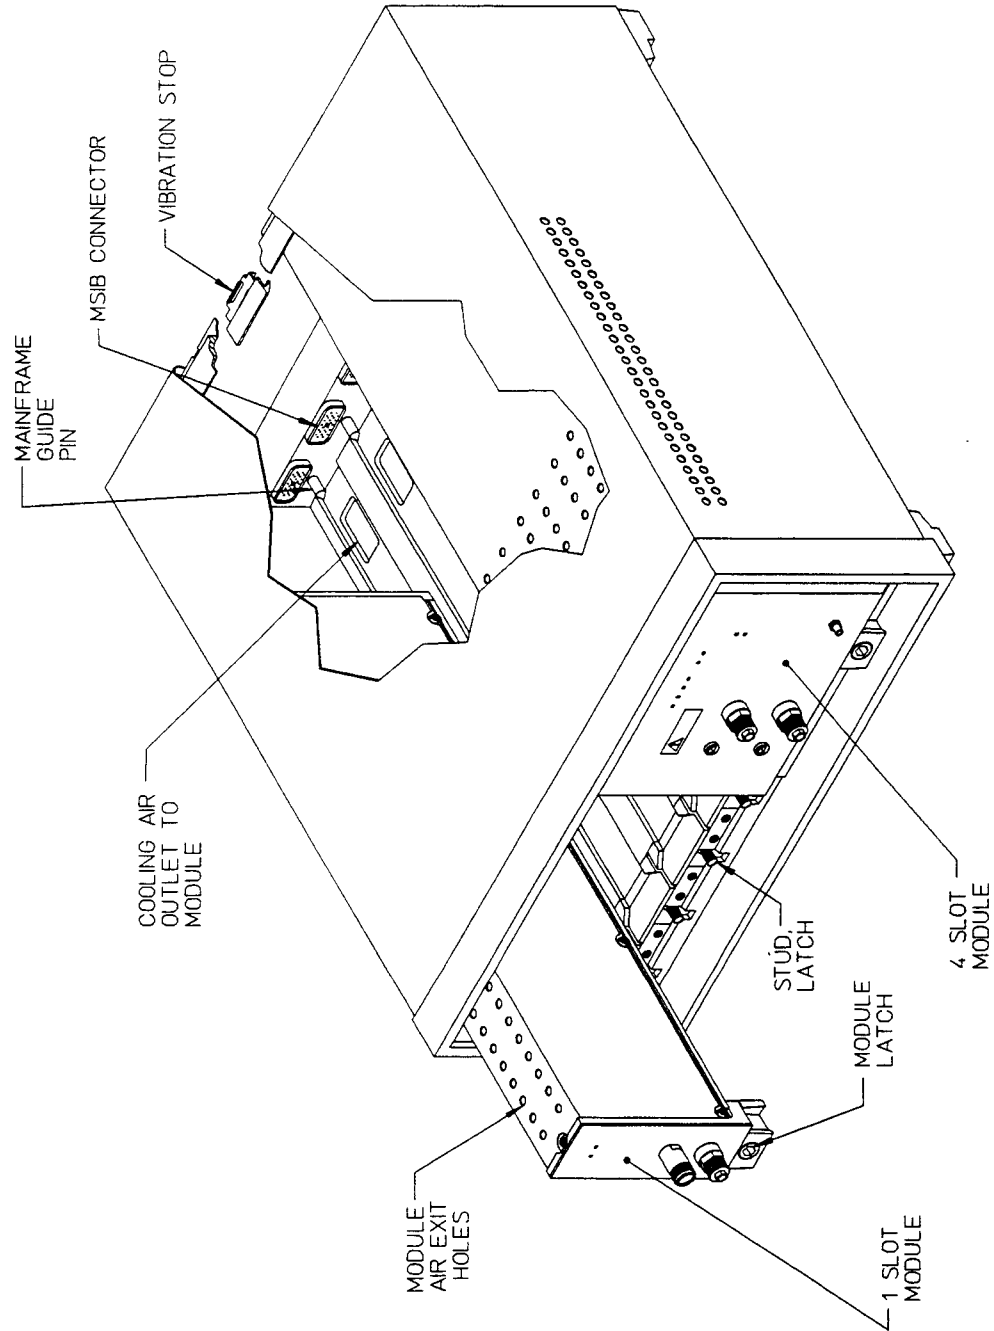 MAINFRAME
GUIDE
PIN
MSIB CONNECTOR
VIBRATION STOP
COOLING AIR
OUTLET TO
MODULE
MODULE
AIR EXIT
HOLES
STUD,
LATCH
4 SLOT
MODULE
MODULE
LATCH
1 SLOT
MODULE